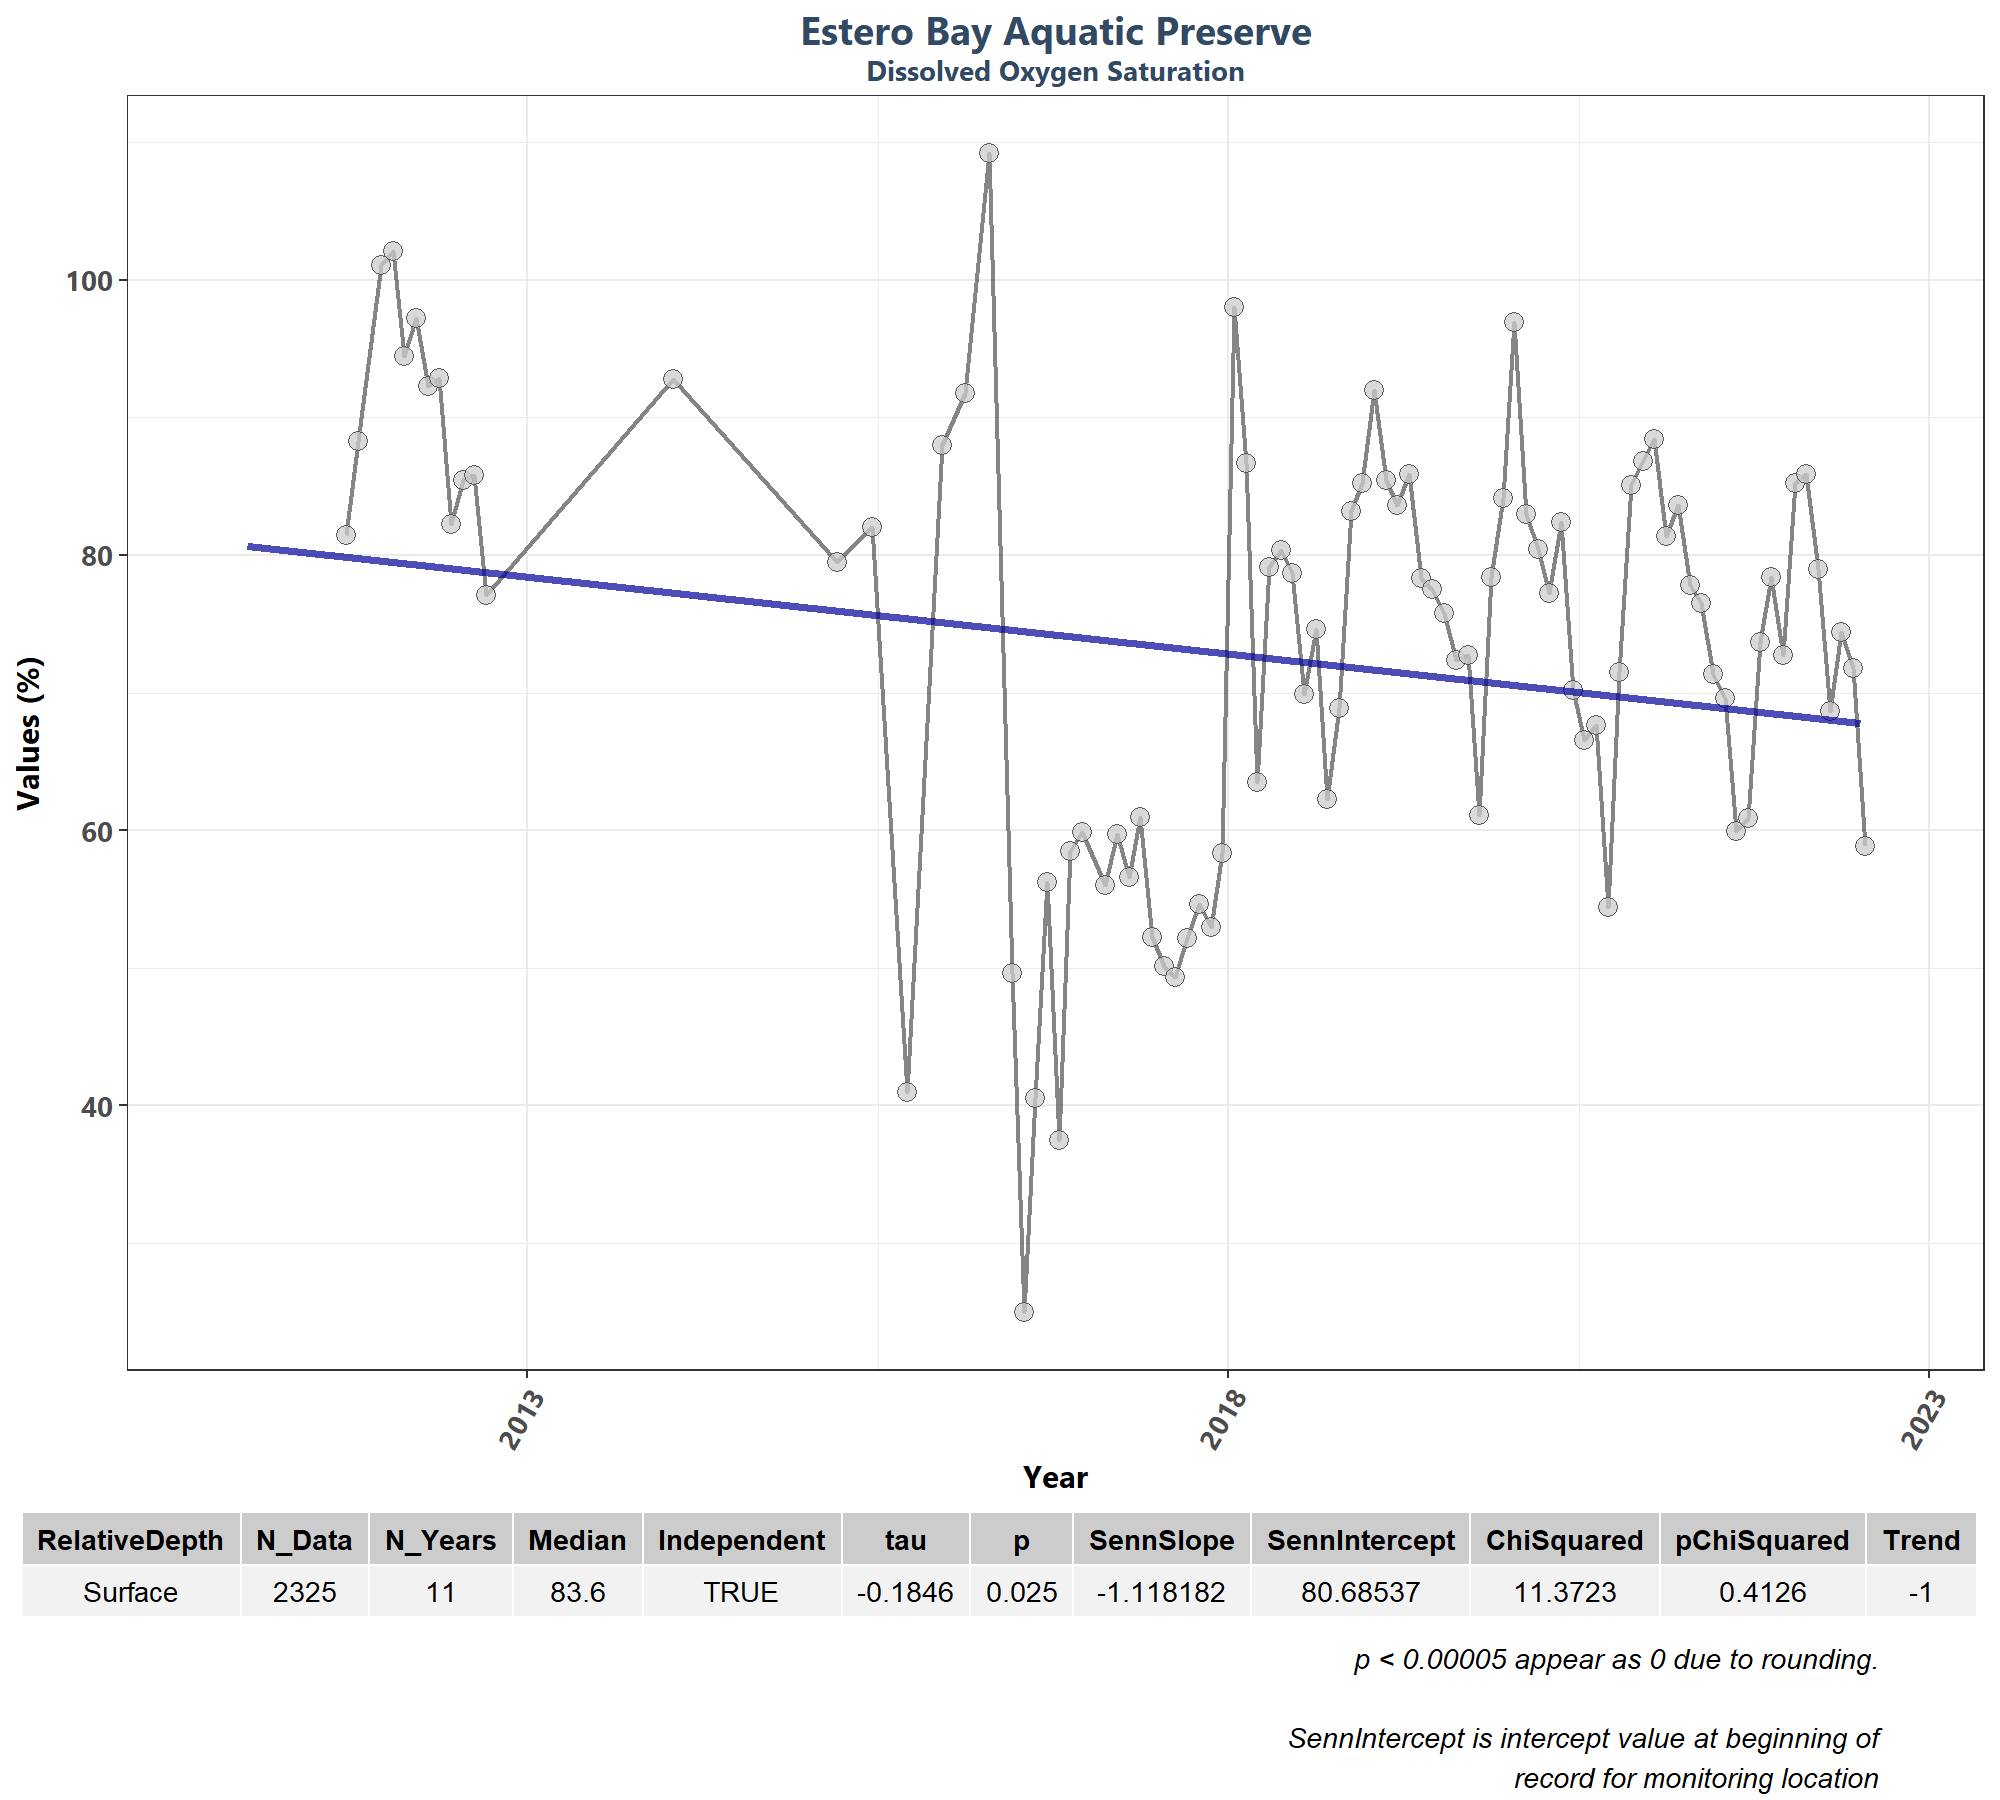 Estero Bay Aquatic Preserve
Dissolved Oxygen Saturation
Values (%)
100
80
60
40
2013
2018
2023
Year
RelativeDepth N_Data N_Years Median Independent tau p SennSlope SennIntercept ChiSquared pChiSquared Trend
Surface 2325 11 83.6 TRUE -0.1846 0.025 -1.118182 80.68537 11.3723 0.4126 -1
p < 0.00005 appear as 0 due to rounding.
SennIntercept is intercept value at beginning of
record for monitoring location